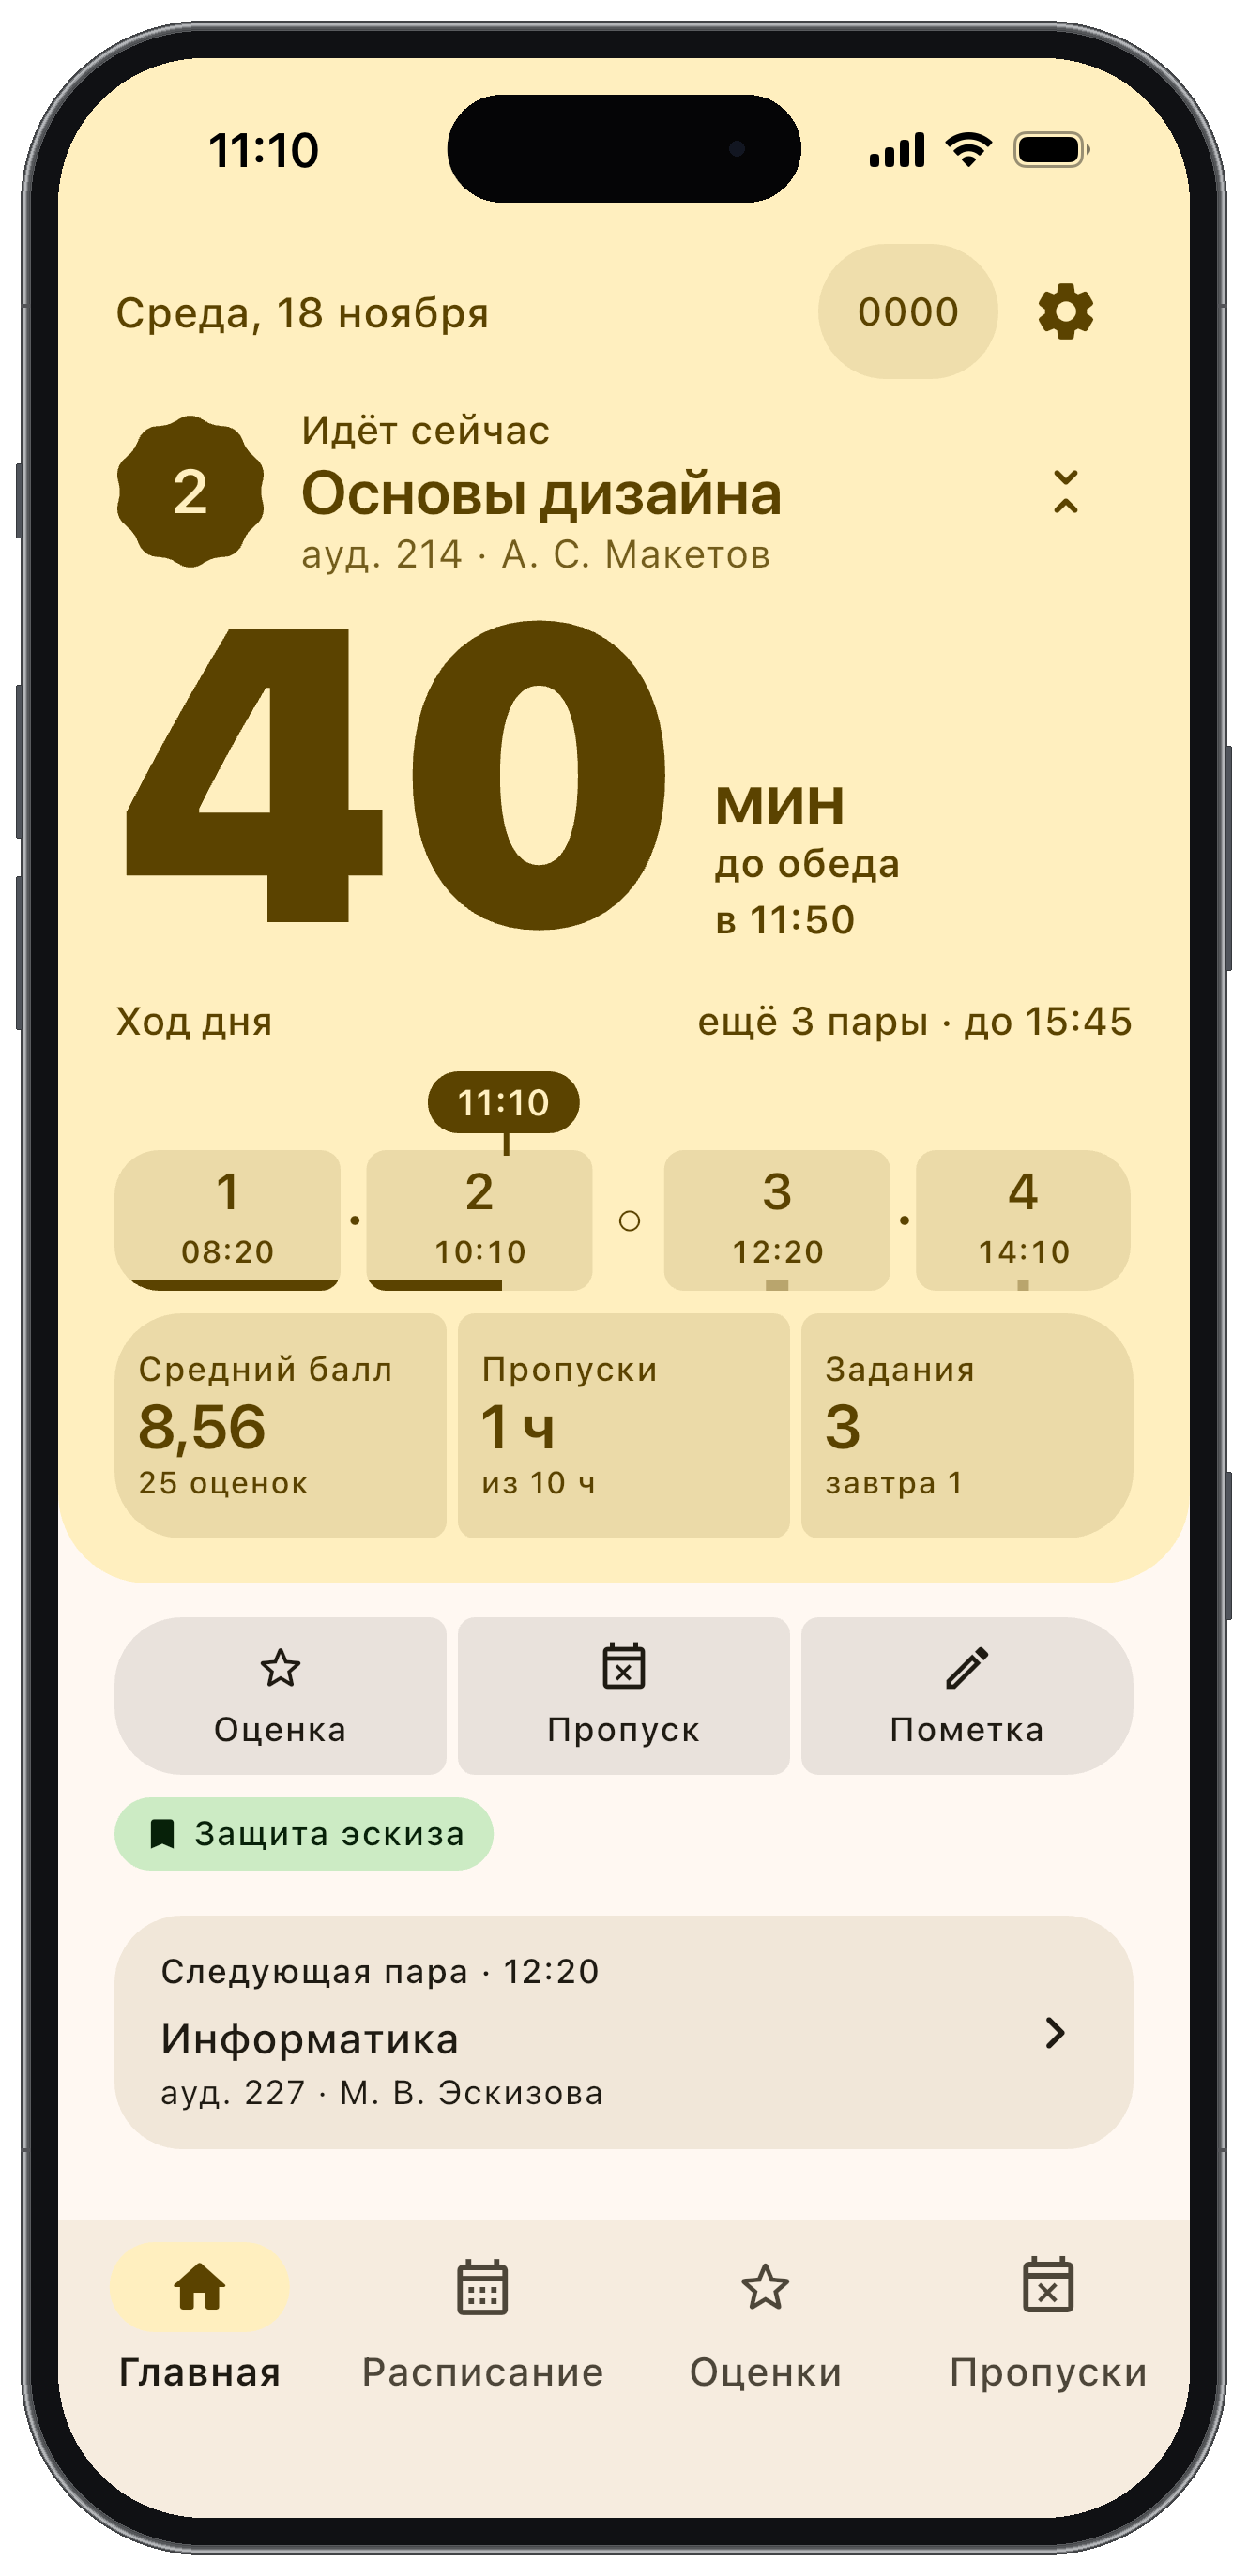 11:10
Среда, 18 ноября
0000
2
Идёт сейчас
Основы дизайна
ауд. 214 · А. С. Макетов
40
мин
до обеда
в 11:50
Ход дня
ещё 3 пары · до 15:45
11:10
1
08:20
2
10:10
3
12:20
4
14:10
Средний балл
8,56
25 оценок
Пропуски
1 ч
из 10 ч
Задания
3
завтра 1
Оценка
Пропуск
Пометка
Защита эскиза
Следующая пара · 12:20
Информатика
ауд. 227 · М. В. Эскизова
Главная
Расписание
Оценки
Пропуски